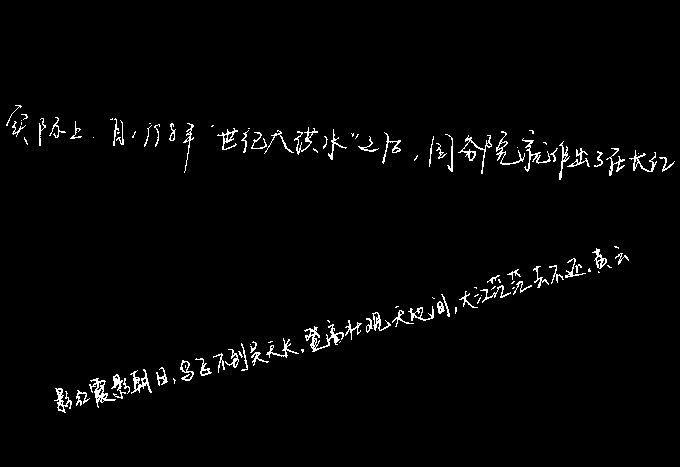 实际上，自1998年“世纪大洪水”之后，国务院就作出了在长江
影红霞影朝日，鸟飞不到吴天长，登高壮观天地间，大江茫茫去不还，黄云